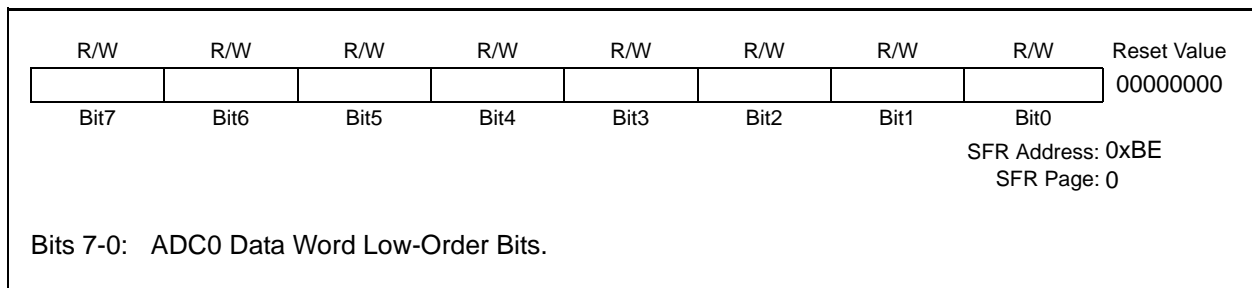 R/W R/W R/W R/W R/W R/W R/W R/W Reset Value
00000000
Bit7 Bit6 Bit5 Bit4 Bit3 Bit2 Bit1 Bit0
SFR Address: 0xBE
SFR Page: 0
Bits 7-0: ADC0 Data Word Low-Order Bits.